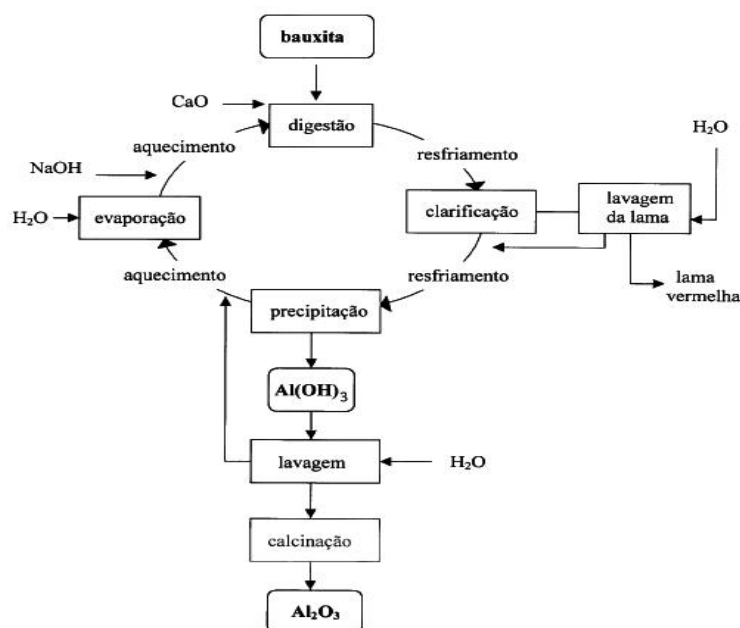 bauxita
CaO
digestão
H₂O
aquecimento
resfriamento
NaOH
H₂O
evaporação
clarificação
lavagem
da lama
aquecimento
resfriamento
lama
vermelha
precipitação
Al(OH)₃
lavagem
H₂O
calcinação
Al₂O₃